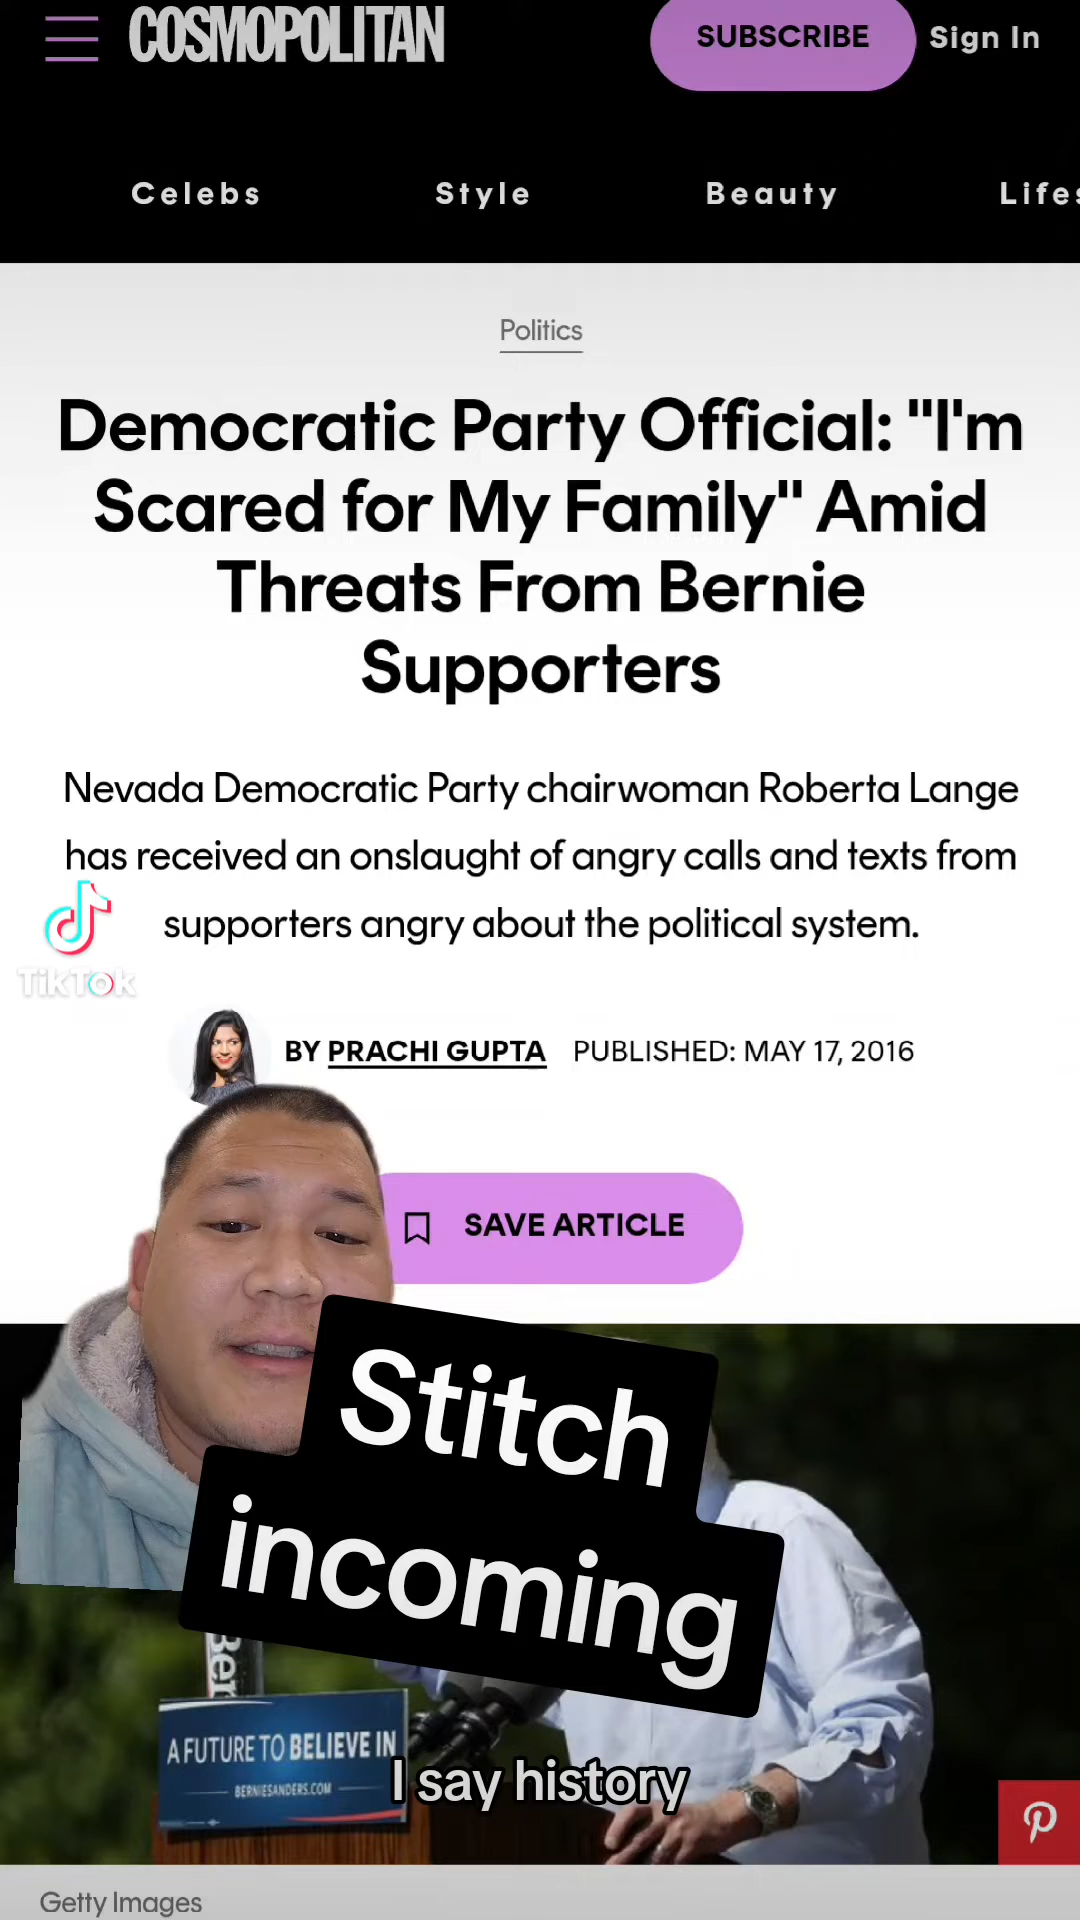 COSMOPOLITAN
SUBSCRIBE
Sign In
Celebs
Style
Beauty
Politics
Democratic Party Official: "I'm
Scared for My Family" Amid
Threats From Bernie
Supporters
Nevada Democratic Party chairwoman Roberta Lange
has received an onslaught of angry calls and texts from
supporters angry about the political system.
TikTok
BY PRACHI GUPTA
PUBLISHED: MAY 17, 2016
SAVE ARTICLE
Stitch
incoming
A FUTURE TO BELIEVE IN
BERNIESANDERS.COM
I say history
Getty Images